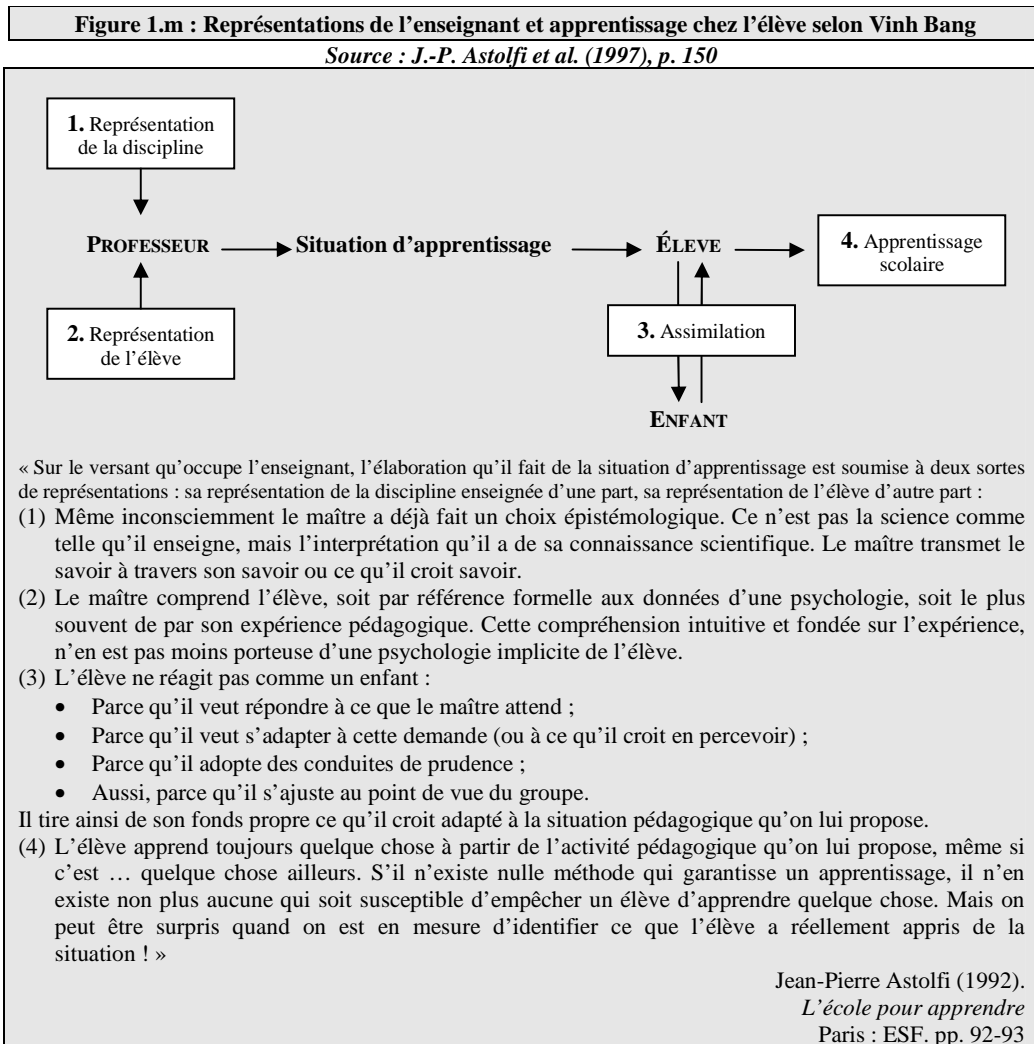 Figure 1.m : Représentations de l'enseignant et apprentissage chez l'élève selon Vinh Bang
Source : J.-P. Astolfi et al. (1997), p. 150
1. Représentation
de la discipline
PROFESSEUR
Situation d'apprentissage
ÉLEVE
4. Apprentissage
scolaire
2. Représentation
de l'élève
3. Assimilation
ENFANT
« Sur le versant qu'occupe l'enseignant, l'élaboration qu'il fait de la situation d'apprentissage est soumise à deux sortes
de représentations : sa représentation de la discipline enseignée d'une part, sa représentation de l'élève d'autre part :
(1) Même inconsciemment le maître a déjà fait un choix épistémologique. Ce n'est pas la science comme
telle qu'il enseigne, mais l'interprétation qu'il a de sa connaissance scientifique. Le maître transmet le
savoir à travers son savoir ou ce qu'il croit savoir.
(2) Le maître comprend l'élève, soit par référence formelle aux données d'une psychologie, soit le plus
souvent de par son expérience pédagogique. Cette compréhension intuitive et fondée sur l'expérience,
n'en est pas moins porteuse d'une psychologie implicite de l'élève.
(3) L'élève ne réagit pas comme un enfant :
• Parce qu'il veut répondre à ce que le maître attend ;
• Parce qu'il veut s'adapter à cette demande (ou à ce qu'il croit en percevoir) ;
• Parce qu'il adopte des conduites de prudence ;
• Aussi, parce qu'il s'ajuste au point de vue du groupe.
Il tire ainsi de son fonds propre ce qu'il croit adapté à la situation pédagogique qu'on lui propose.
(4) L'élève apprend toujours quelque chose à partir de l'activité pédagogique qu'on lui propose, même si
c'est … quelque chose ailleurs. S'il n'existe nulle méthode qui garantisse un apprentissage, il n'en
existe non plus aucune qui soit susceptible d'empêcher un élève d'apprendre quelque chose. Mais on
peut être surpris quand on est en mesure d'identifier ce que l'élève a réellement appris de la
situation ! »
Jean-Pierre Astolfi (1992).
L'école pour apprendre
Paris : ESF. pp. 92-93